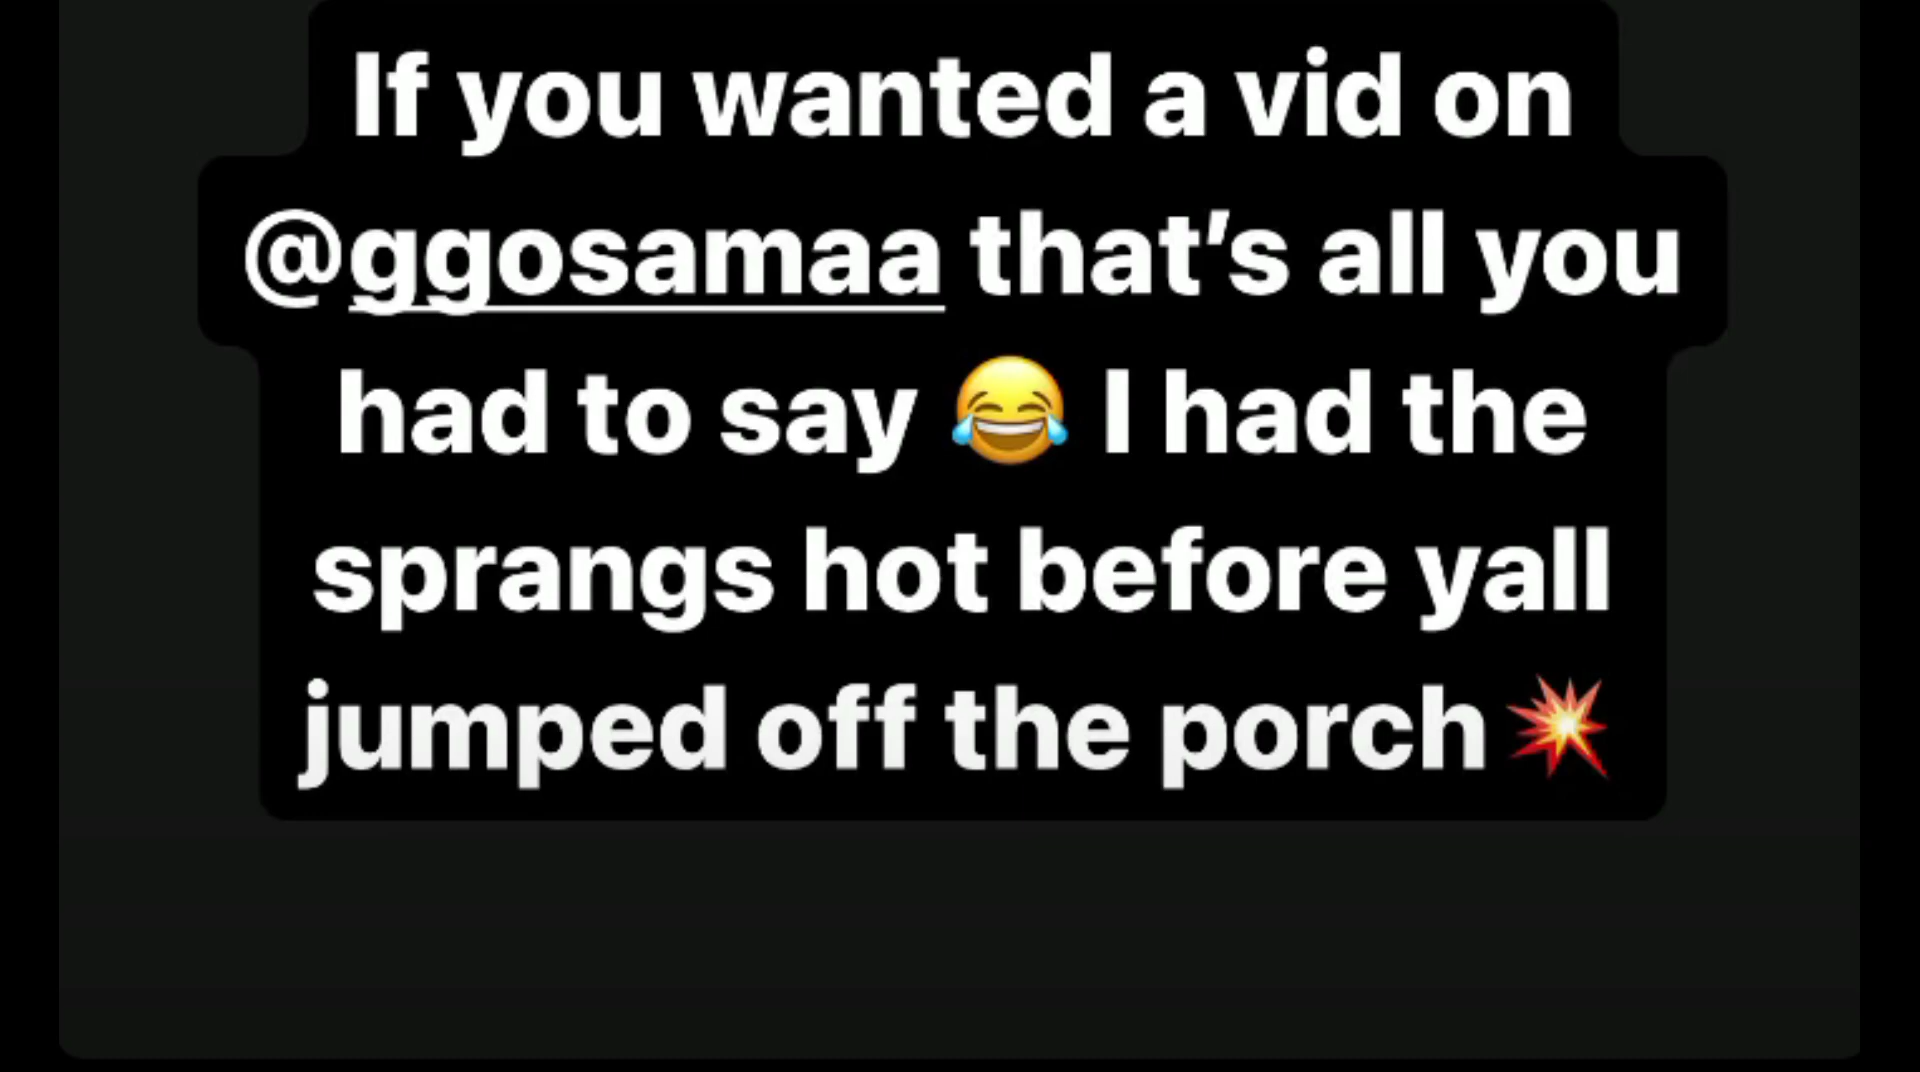 If you wanted a vid on
@ggosamaa that's all you
had to say 😂 I had the
sprangs hot before yall
jumped off the porch 💥